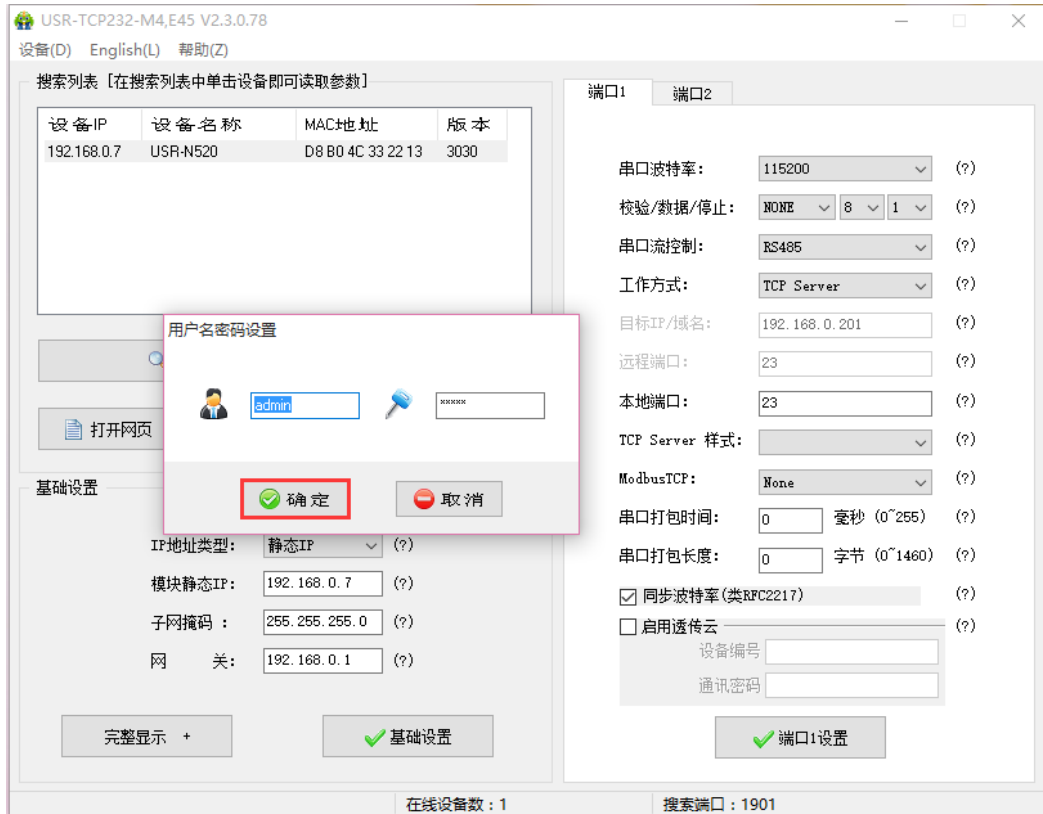 USR-TCP232-M4,E45 V2.3.0.78
设备(D) English(L) 帮助(Z)
搜索列表 [在搜索列表中单击设备即可读取参数]
设备IP 设备名称 MAC地址 版本
192.168.0.7 USR-N520 D8 B0 4C 33 22 13 3030
用户名密码设置
admin *****
确定 取消
打开网页
基础设置
IP地址类型: 静态IP (?)
模块静态IP: 192.168.0.7 (?)
子网掩码 : 255.255.255.0 (?)
网 关: 192.168.0.1 (?)
完整显示 + 基础设置
端口1 端口2
串口波特率: 115200 (?)
校验/数据/停止: NONE 8 1 (?)
串口流控制: RS485 (?)
工作方式: TCP Server (?)
目标IP/域名: 192.168.0.201 (?)
远程端口: 23 (?)
本地端口: 23 (?)
TCP Server 样式: (?)
ModbusTCP: None (?)
串口打包时间: 0 毫秒 (0~255) (?)
串口打包长度: 0 字节 (0~1460) (?)
同步波特率(类RFC2217) (?)
启用透传云 (?)
设备编号
通讯密码
端口1设置
在线设备数：1 搜索端口：1901